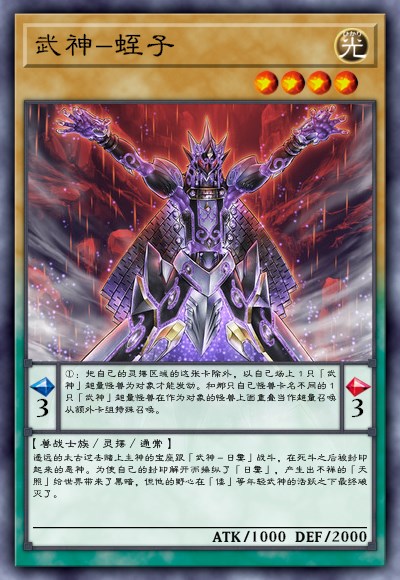 武神-蛭子
ひかり
光
①：把自己的灵摆区域的这张卡除外，以自己场上1只「武
神」超量怪兽为对象才能发动。和那只自己怪兽卡名不同的1
只「武神」超量怪兽在作为对象的怪兽上面重叠当作超量召唤
从额外卡组特殊召唤。
3
3
【兽战士族／灵摆／通常】
遥远的太古过去赌上主神的宝座跟「武神-日孁」战斗，在死斗之后被封印
起来的恶神。为使自己的封印解开而操纵了「日孁」，产生出不祥的「天
照」给世界带来了黑暗，但他的野心在「倭」等年轻武神的活跃之下最终破
灭了。
ATK/1000 DEF/2000